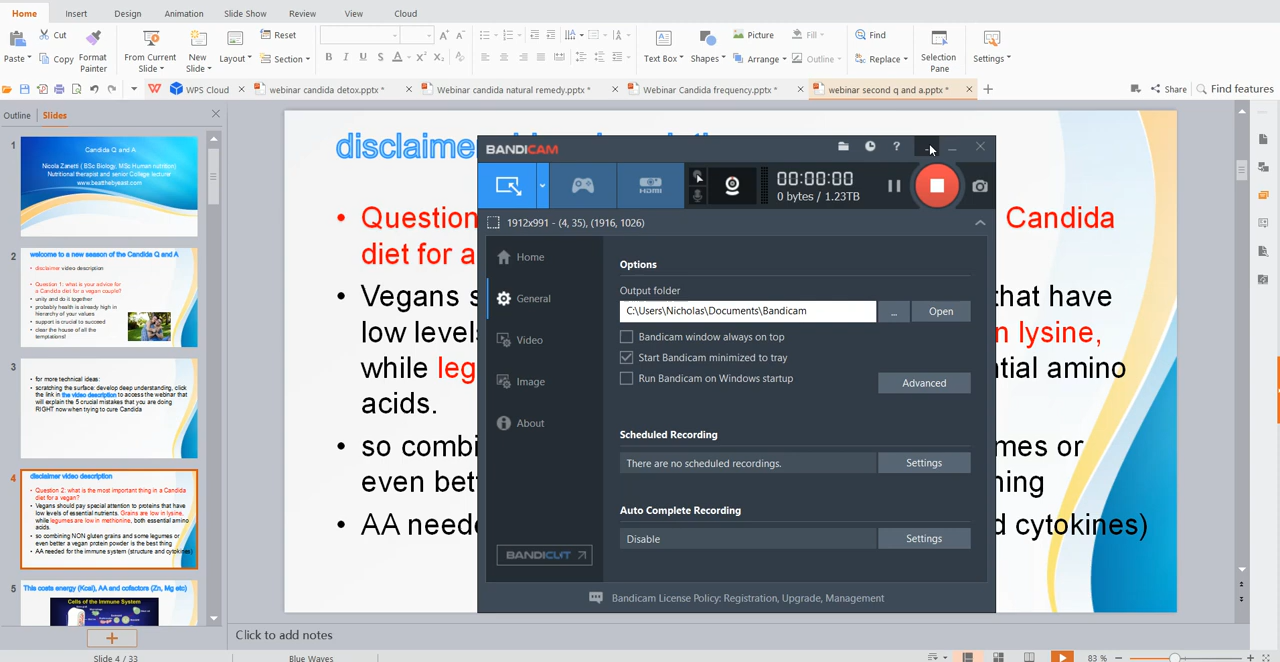 Home Insert Design Animation Slide Show Review View Cloud
Cut Reset Picture Fill Find
Paste Copy Format Painter From Current Slide New Slide Layout Section B I U S A Text Box Shapes Arrange Outline Replace Selection Pane Settings
WPS Cloud webinar candida detox.pptx * Webinar candida natural remedy.pptx * Webinar Candida frequency.pptx * webinar second q and a.pptx * Share Find features
Outline Slides
1
Candida Q and A
Nicola Zanetti ( BSc Biology, MSc Human nutrition)
Nutritional therapist and senior College lecturer
www.beatthebyeast.com
2
welcome to a new season of the Candida Q and A
disclaimer video description
Question 1: what is your advice for
a Candida diet for a vegan couple?
unity and do it together
probably health is already high in
hierarchy of your values
support is crucial to succeed
clear the house of all the
temptations!
3
for more technical ideas:
scratching the surface: develop deep understanding, click
the link in the video description to access the webinar that
will explain the 5 crucial mistakes that you are doing
RIGHT now when trying to cure Candida
4
disclaimer video description
Question 2: what is the most important thing in a Candida
diet for a vegan?
Vegans should pay special attention to proteins that have
low levels of essential nutrients. Grains are low in lysine,
while legumes are low in methionine, both essential amino
acids.
so combining NON gluten grains and some legumes or
even better a vegan protein powder is the best thing
AA needed for the immune system (structure and cytokines)
5
This costs energy (Kcal), AA and cofactors (Zn, Mg etc)
Cells of the Immune System
disclaimer
Question Candida
diet for a
Vegans s that have
low levels n lysine,
while leg ntial amino
acids.
so combi mes or
even bett hing
AA neede d cytokines)
BANDICAM
HDMI
00:00:00
0 bytes / 1.23TB
1912x991 - (4, 35), (1916, 1026)
Home
General
Video
Image
About
BANDICUT
Options
Output folder
C:\Users\Nicholas\Documents\Bandicam ... Open
Bandicam window always on top
Start Bandicam minimized to tray
Run Bandicam on Windows startup
Advanced
Scheduled Recording
There are no scheduled recordings. Settings
Auto Complete Recording
Disable Settings
Bandicam License Policy: Registration, Upgrade, Management
Click to add notes
Slide 4 / 33 Blue Waves 83 %